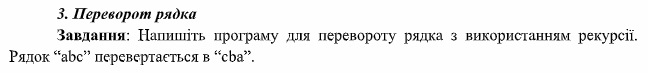 3. Переворот рядка
Завдання: Напишіть програму для перевороту рядка з використанням рекурсії.
Рядок “abc” перевертається в “cba”.